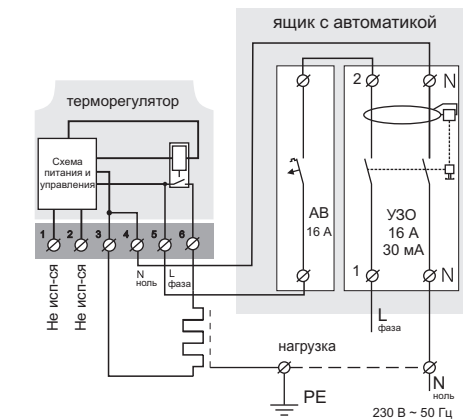 ящик с автоматикой
терморегулятор
Схема
питания и
управления
2
N
АВ
16 А
УЗО
16 А
30 мА
1
N
1
2
3
4
5
6
Не исп-ся
Не исп-ся
N
ноль
L
фаза
L
фаза
нагрузка
PE
N
ноль
230 В ~ 50 Гц